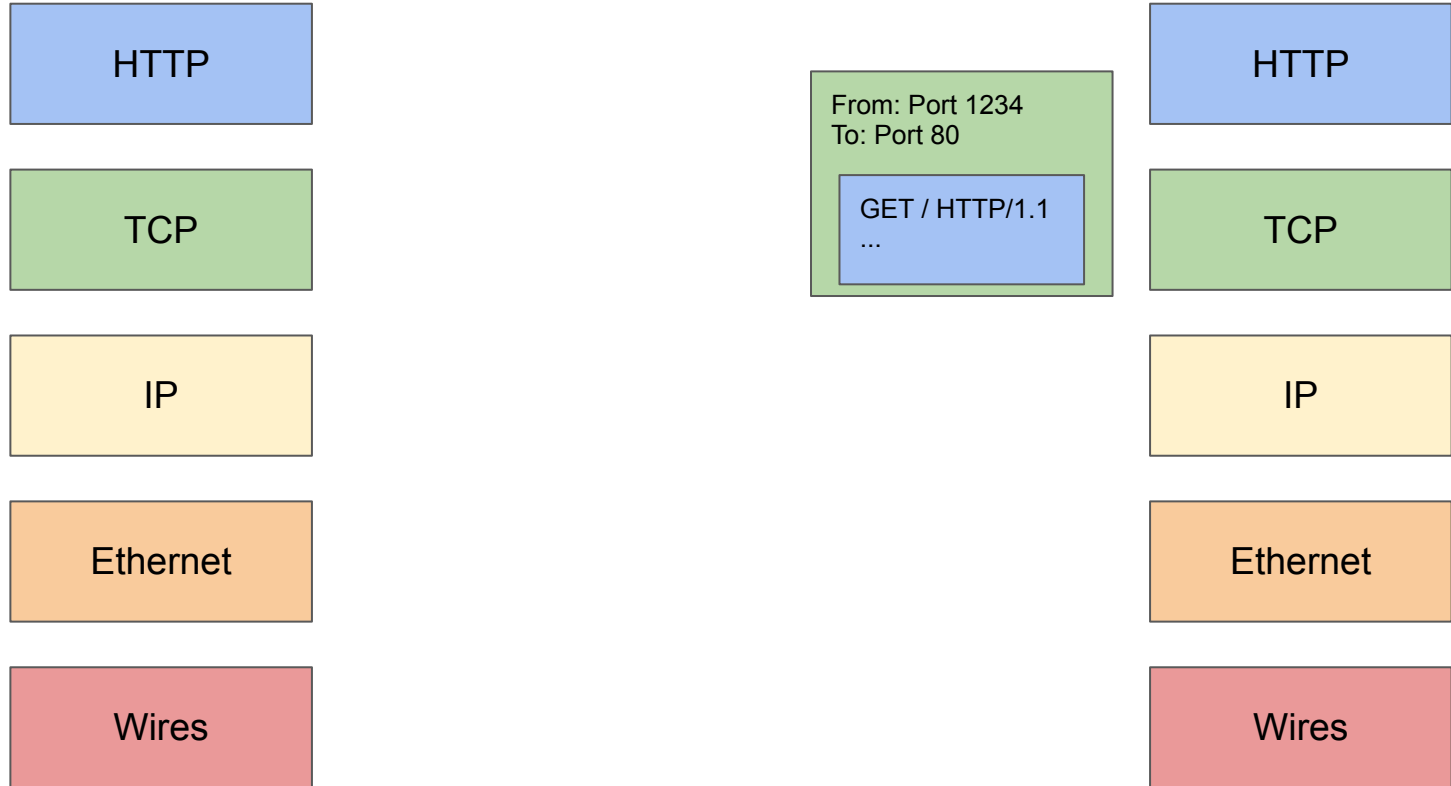 HTTP
TCP
IP
Ethernet
Wires
From: Port 1234
To: Port 80
GET / HTTP/1.1
...
HTTP
TCP
IP
Ethernet
Wires